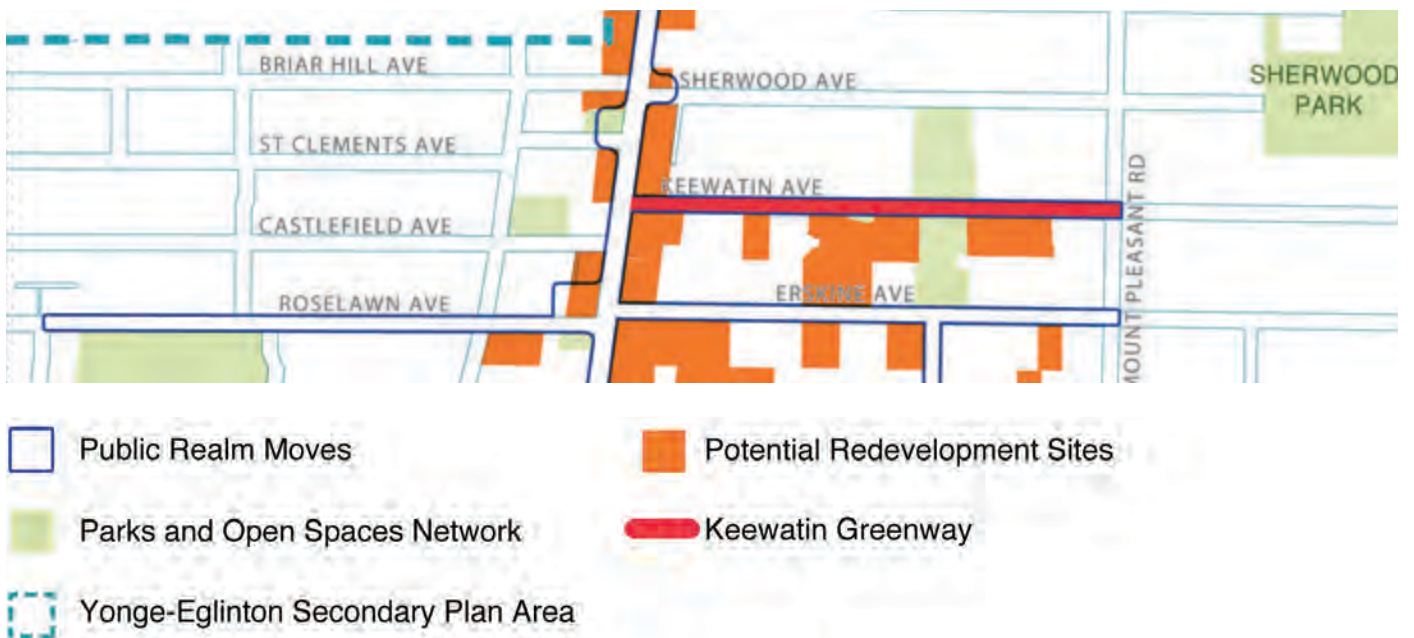 BRIAR HILL AVE
SHERWOOD AVE
SHERWOOD
PARK
ST CLEMENTS AVE
KEEWATIN AVE
CASTLEFIELD AVE
MOUNT PLEASANT RD
ERSKINE AVE
ROSELAWN AVE
Public Realm Moves
Potential Redevelopment Sites
Parks and Open Spaces Network
Keewatin Greenway
Yonge-Eglinton Secondary Plan Area